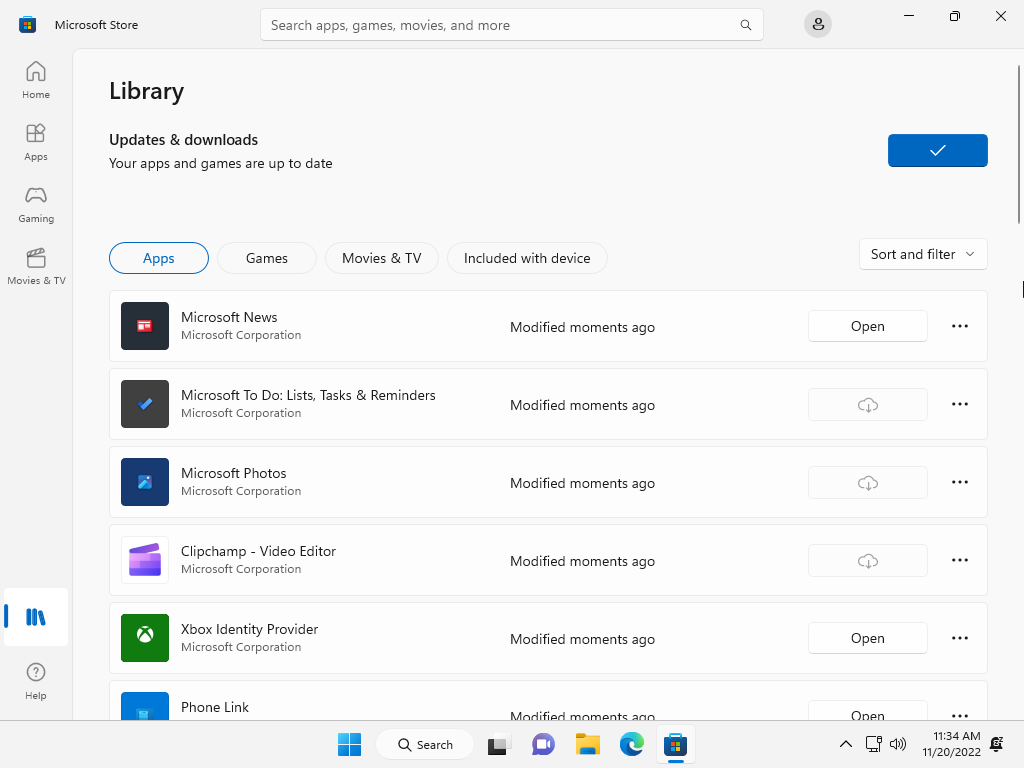 Microsoft Store
Search apps, games, movies, and more
Home
Apps
Gaming
Movies & TV
Help
Library
Updates & downloads
Your apps and games are up to date
Apps
Games
Movies & TV
Included with device
Sort and filter
Microsoft News
Microsoft Corporation
Modified moments ago
Open
Microsoft To Do: Lists, Tasks & Reminders
Microsoft Corporation
Modified moments ago
Microsoft Photos
Microsoft Corporation
Modified moments ago
Clipchamp - Video Editor
Microsoft Corporation
Modified moments ago
Xbox Identity Provider
Microsoft Corporation
Modified moments ago
Open
Phone Link
Modified moments ago
Open
Search
11:34 AM
11/20/2022